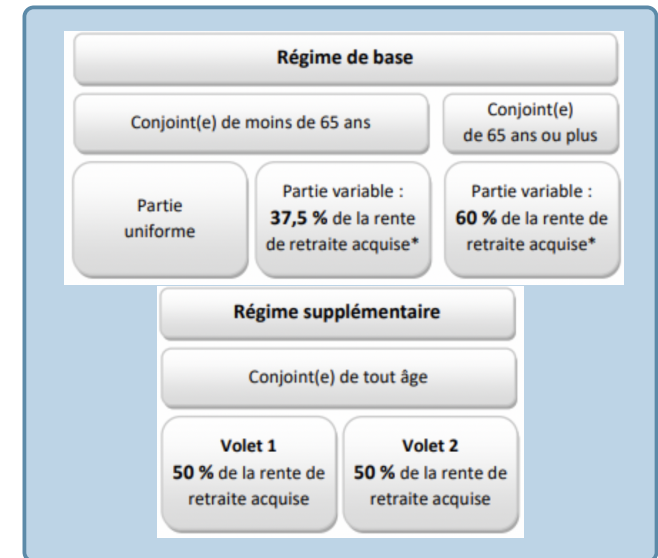 Régime de base
Conjoint(e) de moins de 65 ans
Conjoint(e)
de 65 ans ou plus
Partie
uniforme
Partie variable :
37,5 % de la rente
de retraite acquise*
Partie variable :
60 % de la rente de
retraite acquise*
Régime supplémentaire
Conjoint(e) de tout âge
Volet 1
50 % de la rente de
retraite acquise
Volet 2
50 % de la rente de
retraite acquise